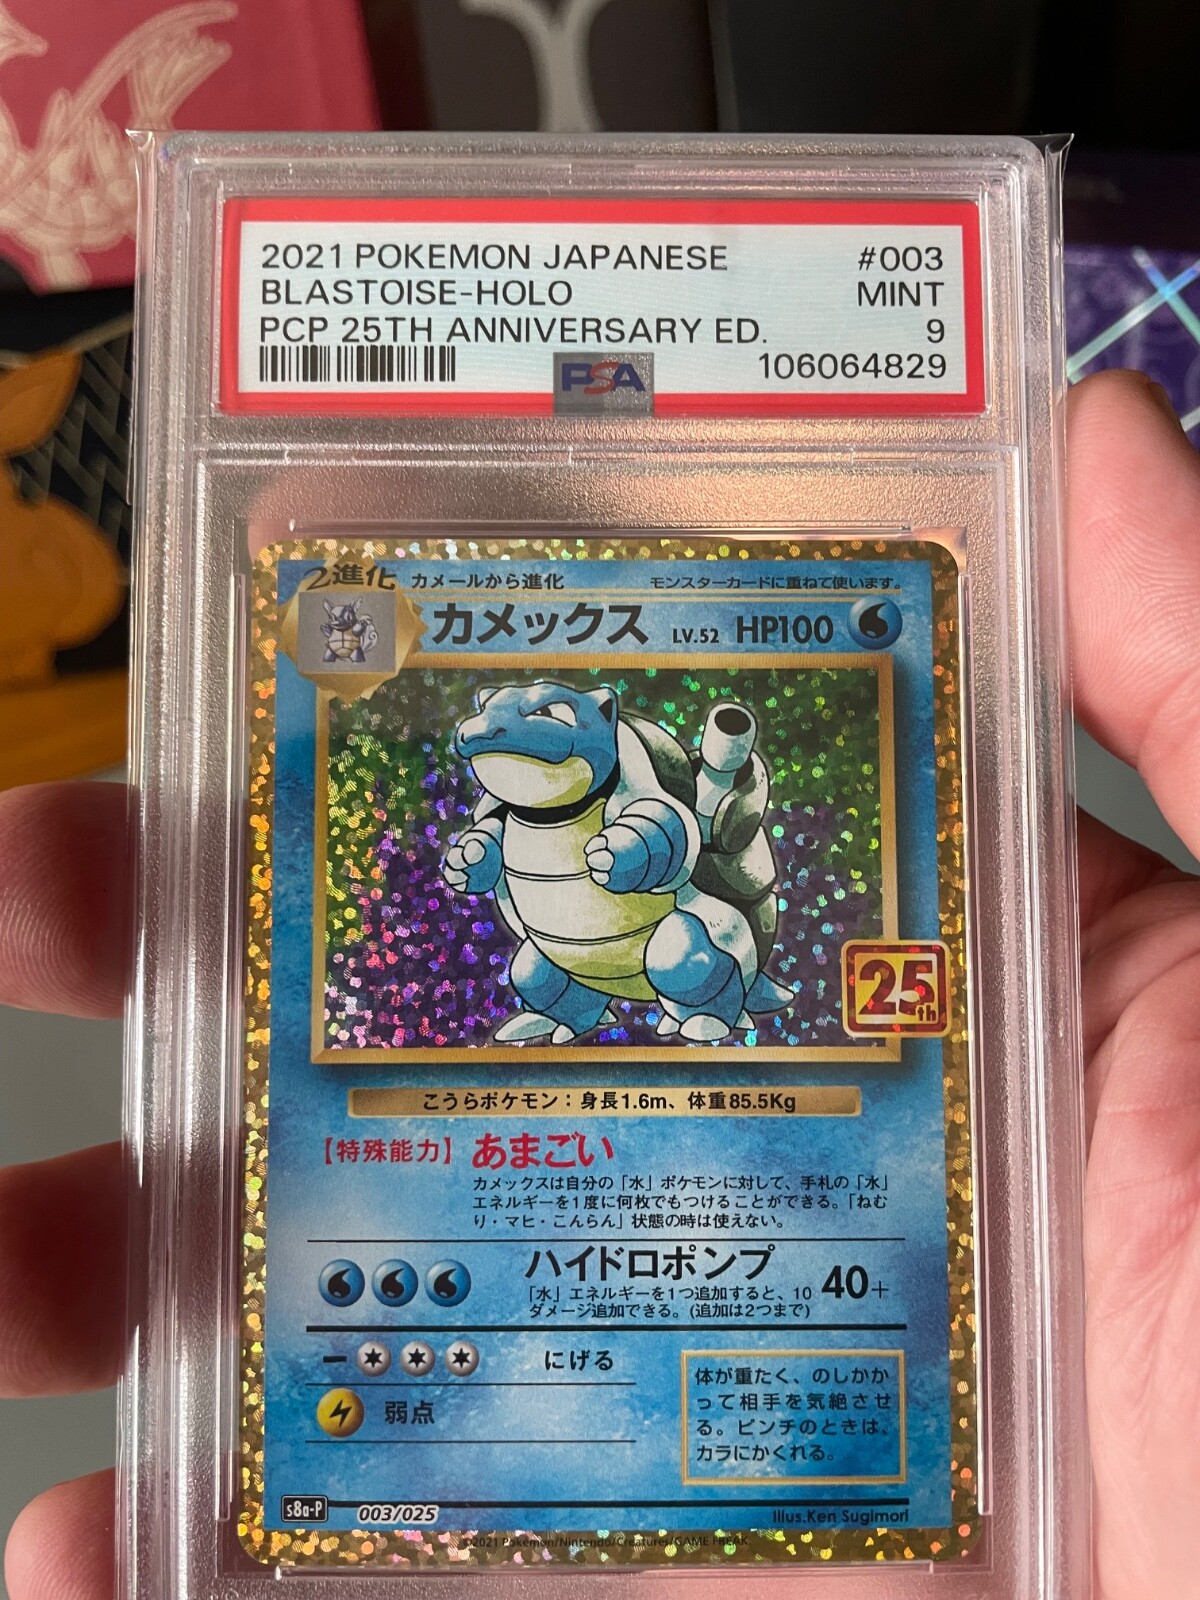 2021 POKEMON JAPANESE #003
BLASTOISE-HOLO MINT
PCP 25TH ANNIVERSARY ED. 9
PSA 106064829
2進化 カメールから進化 モンスターカードに重ねて使います。
カメックス LV.52 HP100
25th
こうらポケモン：身長1.6m、体重85.5Kg
【特殊能力】 あまごい
カメックスは自分の「水」ポケモンに対して、手札の「水」
エネルギーを1度に何枚でもつけることができる。「ねむ
り・マヒ・こんらん」状態の時は使えない。
ハイドロポンプ 40+
「水」エネルギーを1つ追加すると、10
ダメージ追加できる。(追加は2つまで)
にげる
弱点
体が重たく、のしかか
って相手を気絶させ
る。ピンチのときは、
カラにかくれる。
s8a-P 003/025 Illus.Ken Sugimori
©2021 Pokémon/Nintendo/Creatures/GAME FREAK.